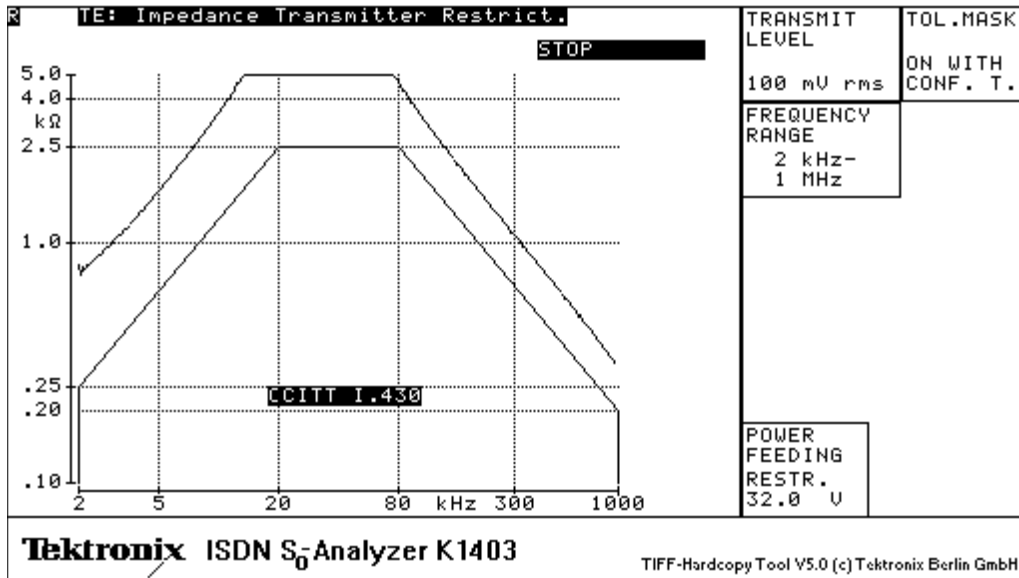 R TE: Impedance Transmitter Restrict.
STOP
5.0
4.0
kΩ
2.5
1.0
.25
.20
.10
CCITT I.430
2 5 20 80 kHz 300 1000
TRANSMIT
LEVEL
100 mV rms
TOL.MASK
ON WITH
CONF. T.
FREQUENCY
RANGE
2 kHz-
1 MHz
POWER
FEEDING
RESTR.
32.0 V
Tektronix ISDN S0-Analyzer K1403
TIFF-Hardcopy Tool V5.0 (c) Tektronix Berlin GmbH